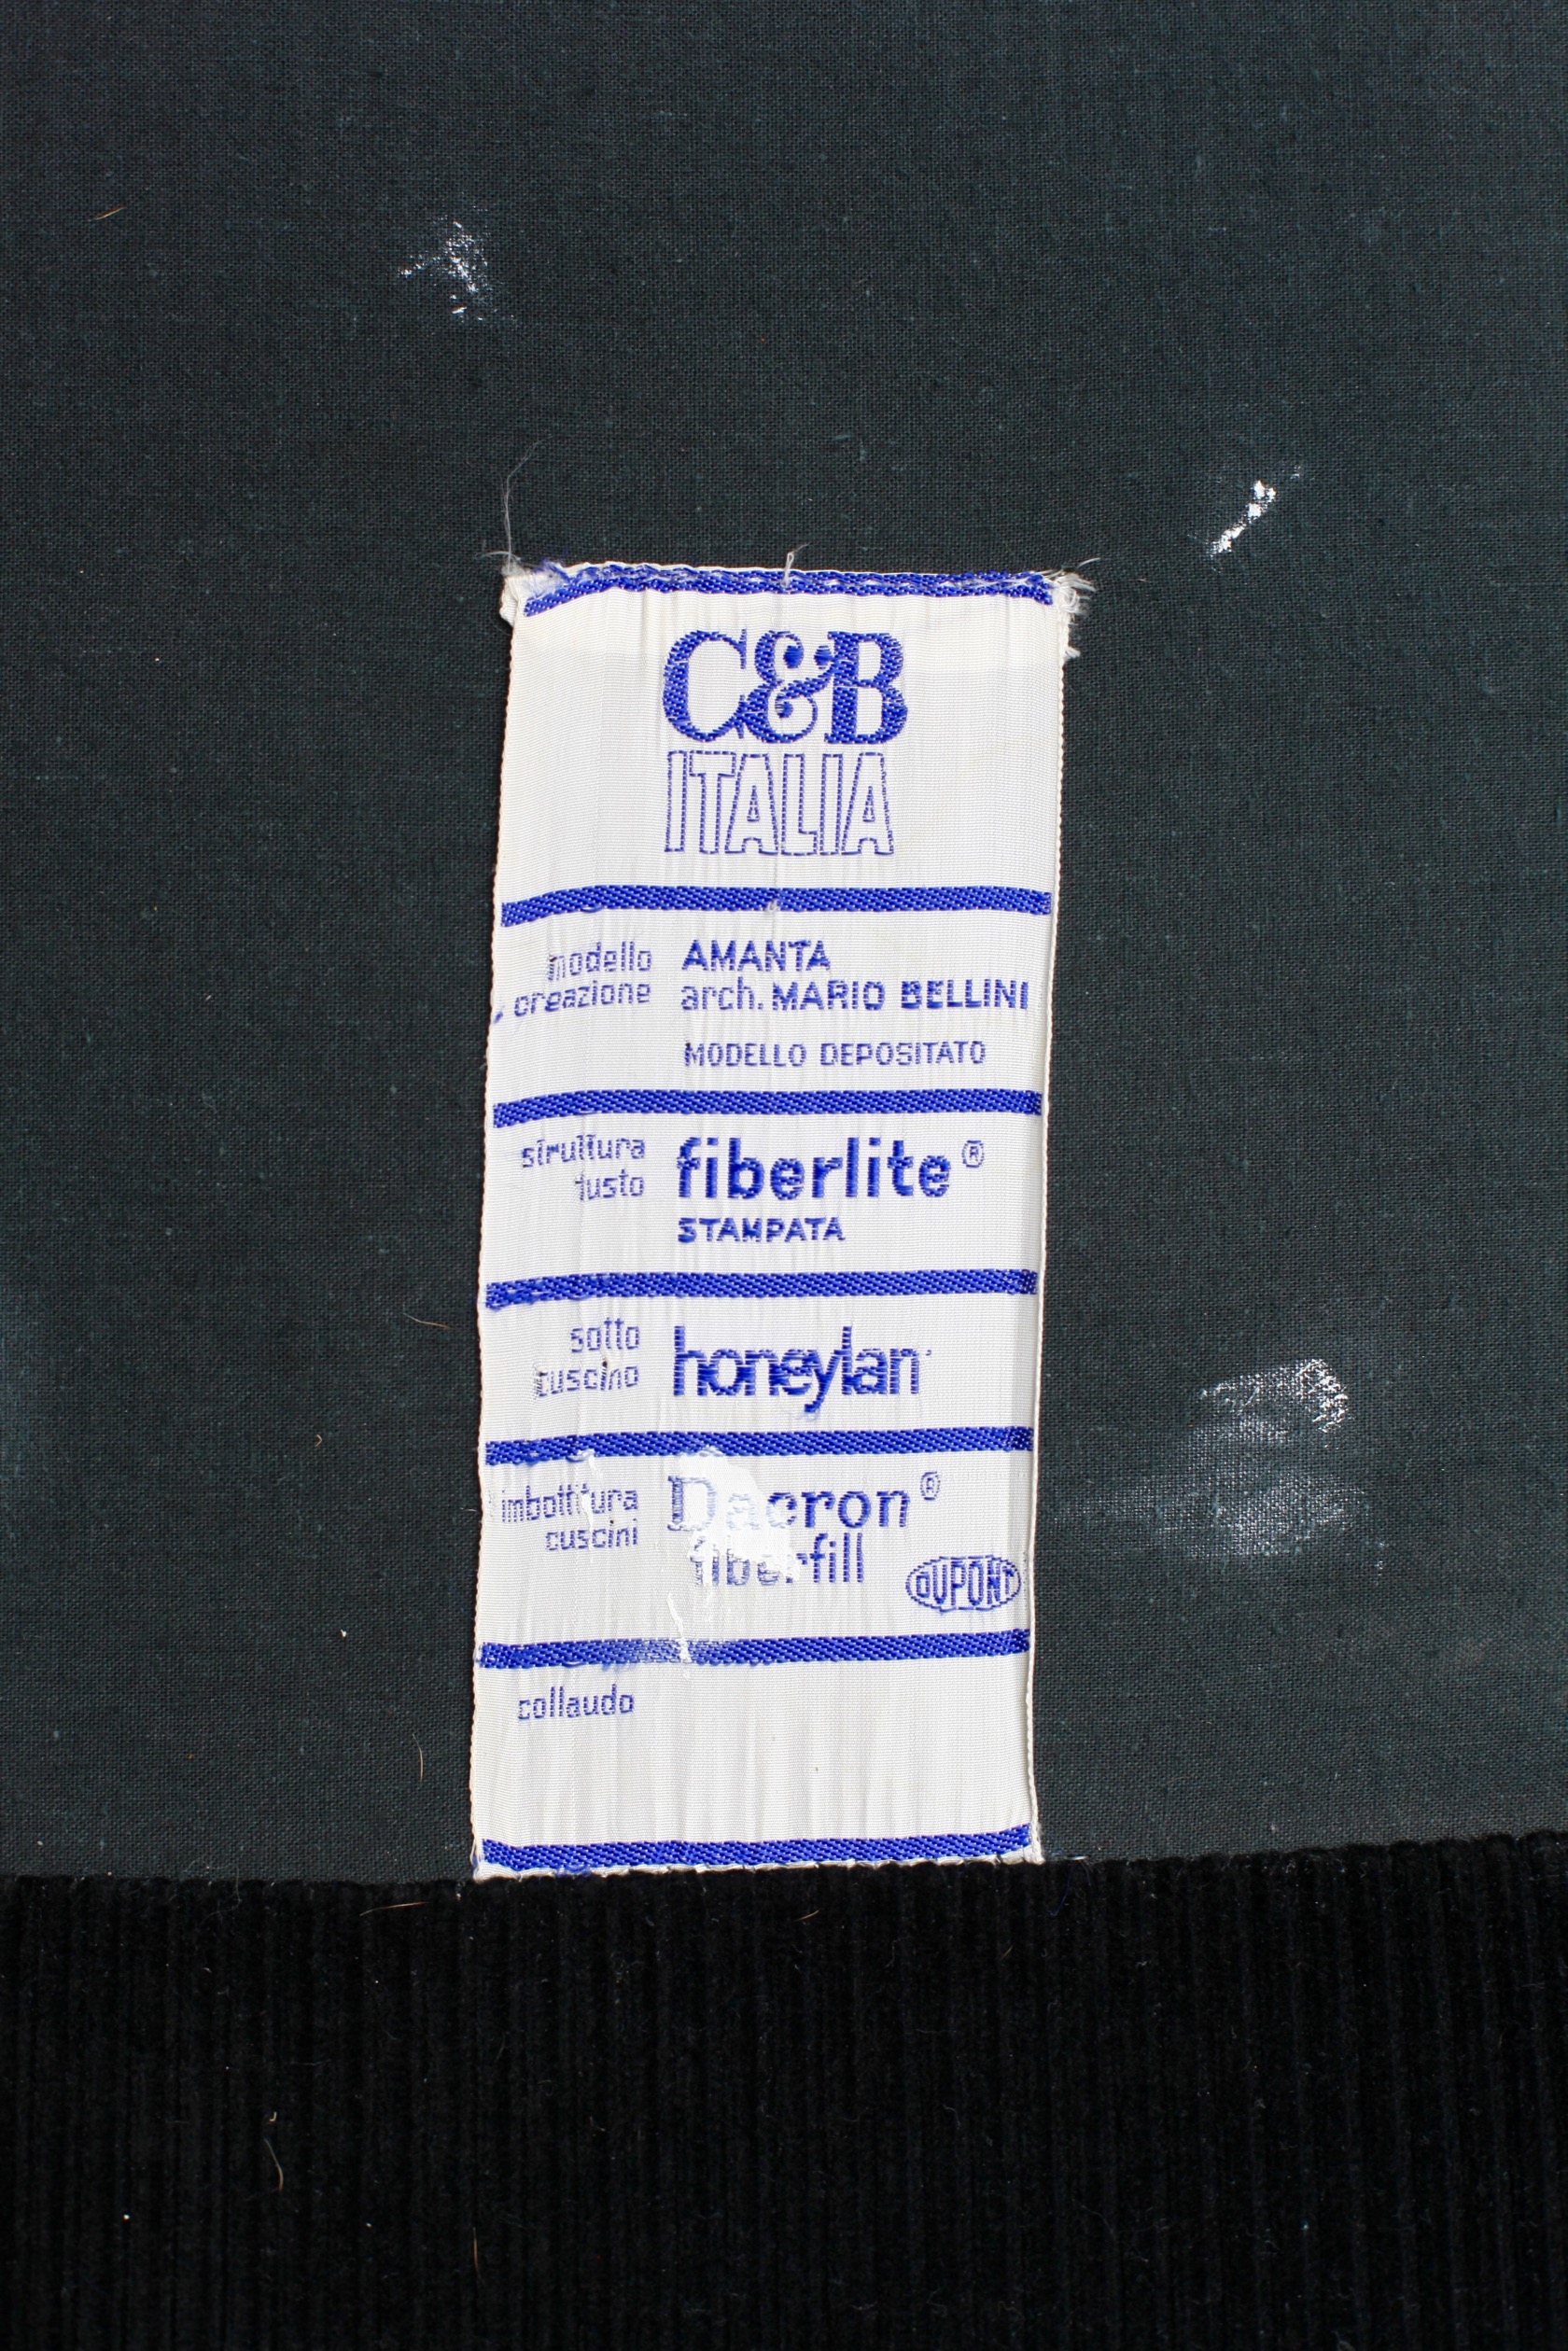 C&B
ITALIA
modello AMANTA
creazione arch. MARIO BELLINI
MODELLO DEPOSITATO
struttura fusto fiberlite®
STAMPATA
sotto cuscino honeylan
imbottitura cuscini Dacron®
fiberfill
DUPONT
collaudo